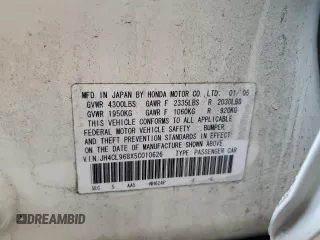 MFD. IN JAPAN BY HONDA MOTOR CO. LTD. 01/'95
GVWR 4300LBS GAWR F 2335LBS R 2030LBS
GVWR 1950KG GAWR F 1060KG R 920KG
THIS VEHICLE CONFORMS TO ALL APPLICABLE
FEDERAL MOTOR VEHICLE SAFETY, BUMPER,
AND THEFT PREVENTION STANDARDS IN EFFECT
ON THE DATE OF MANUFACTURE SHOWN ABOVE.
V.I.N: JH4CL96BXSC010626 TYPE: PASSENGER CAR